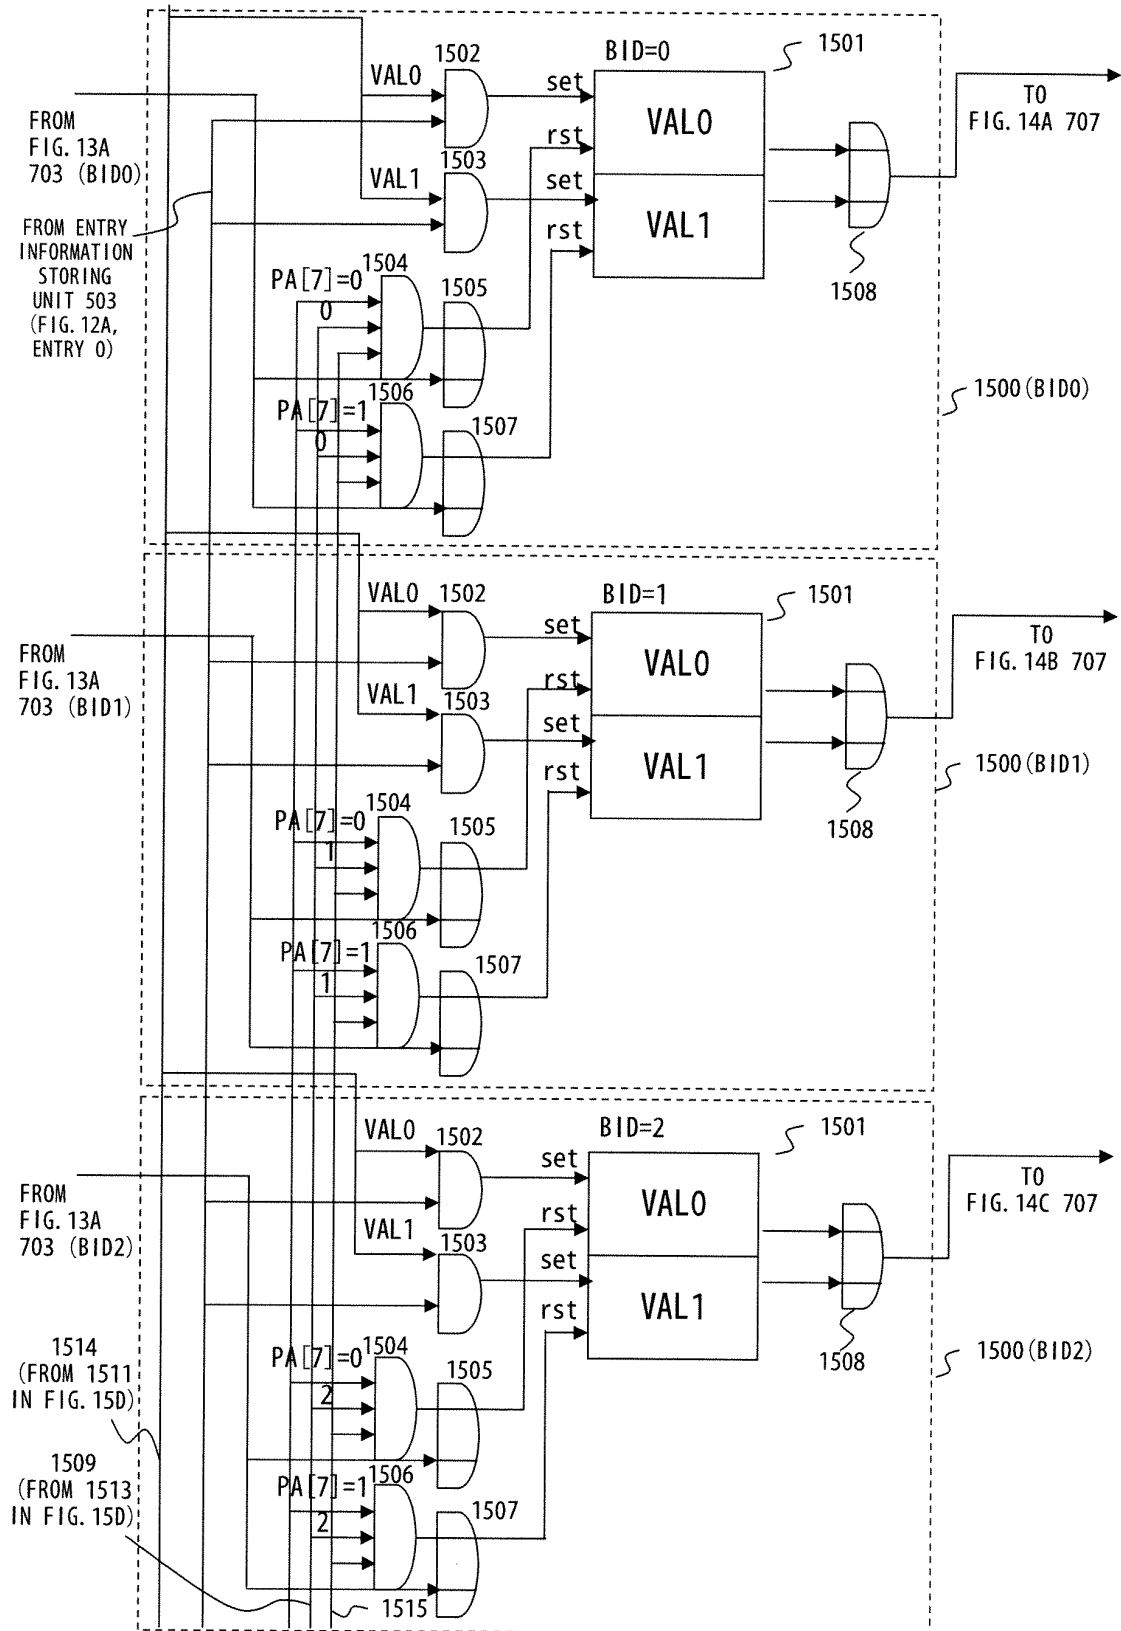 1502
BID=0
1501
VAL0
set
VAL0
TO
FIG. 14A 707
FROM
FIG. 13A
703 (BID0)
rst
1503
VAL1
set
VAL1
rst
FROM ENTRY
INFORMATION
STORING
UNIT 503
(FIG. 12A,
ENTRY 0)
1508
PA[7]=0
1504
0
1505
1506
PA[7]=1
0
1507
1500(BID0)
1502
BID=1
1501
VAL0
set
VAL0
TO
FIG. 14B 707
FROM
FIG. 13A
703 (BID1)
rst
1503
VAL1
set
VAL1
rst
1508
1500(BID1)
PA[7]=0
1504
1
1505
1506
PA[7]=1
1
1507
1502
BID=2
1501
VAL0
set
VAL0
TO
FIG. 14C 707
FROM
FIG. 13A
703 (BID2)
rst
1503
VAL1
set
VAL1
rst
1508
1500(BID2)
1514
(FROM 1511
IN FIG. 15D)
PA[7]=0
1504
2
1505
1506
PA[7]=1
2
1507
1509
(FROM 1513
IN FIG. 15D)
1515